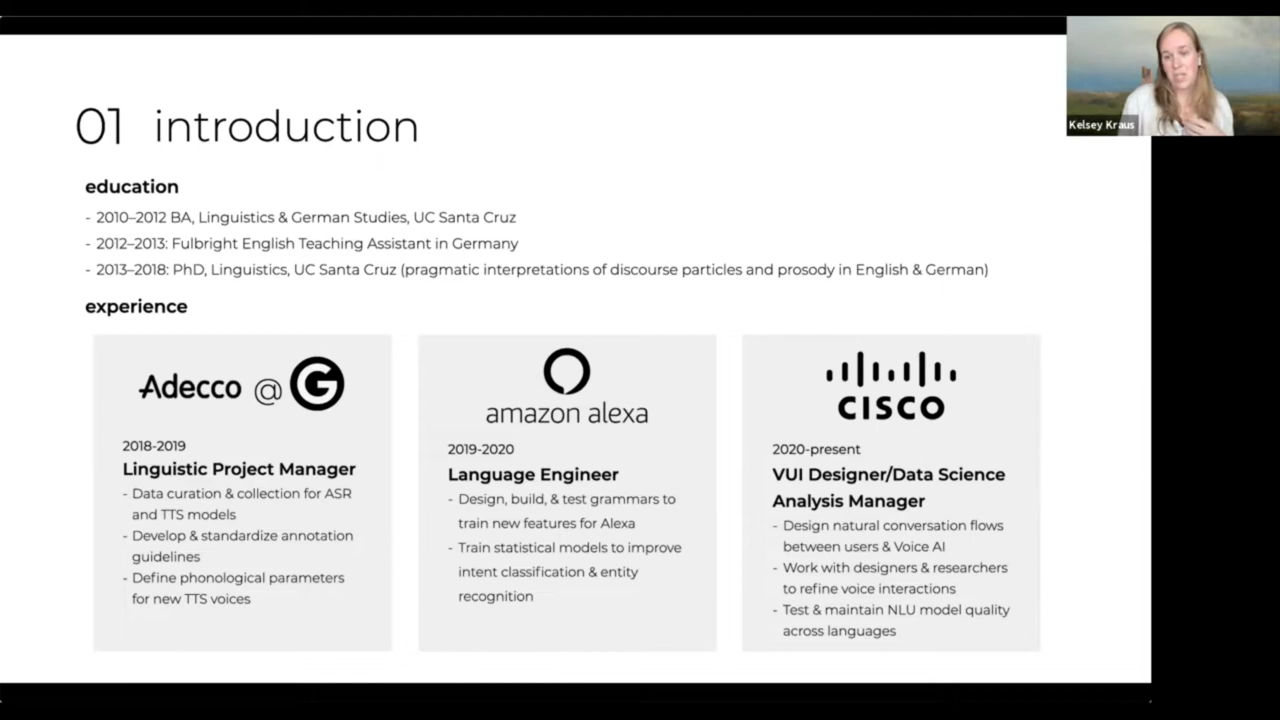 01 introduction
Kelsey Kraus
education
- 2010–2012 BA, Linguistics & German Studies, UC Santa Cruz
- 2012–2013: Fulbright English Teaching Assistant in Germany
- 2013–2018: PhD, Linguistics, UC Santa Cruz (pragmatic interpretations of discourse particles and prosody in English & German)
experience
Adecco @ G
2018-2019
Linguistic Project Manager
- Data curation & collection for ASR
and TTS models
- Develop & standardize annotation
guidelines
- Define phonological parameters
for new TTS voices
amazon alexa
2019-2020
Language Engineer
- Design, build, & test grammars to
train new features for Alexa
- Train statistical models to improve
intent classification & entity
recognition
CISCO
2020-present
VUI Designer/Data Science
Analysis Manager
- Design natural conversation flows
between users & Voice AI
- Work with designers & researchers
to refine voice interactions
- Test & maintain NLU model quality
across languages